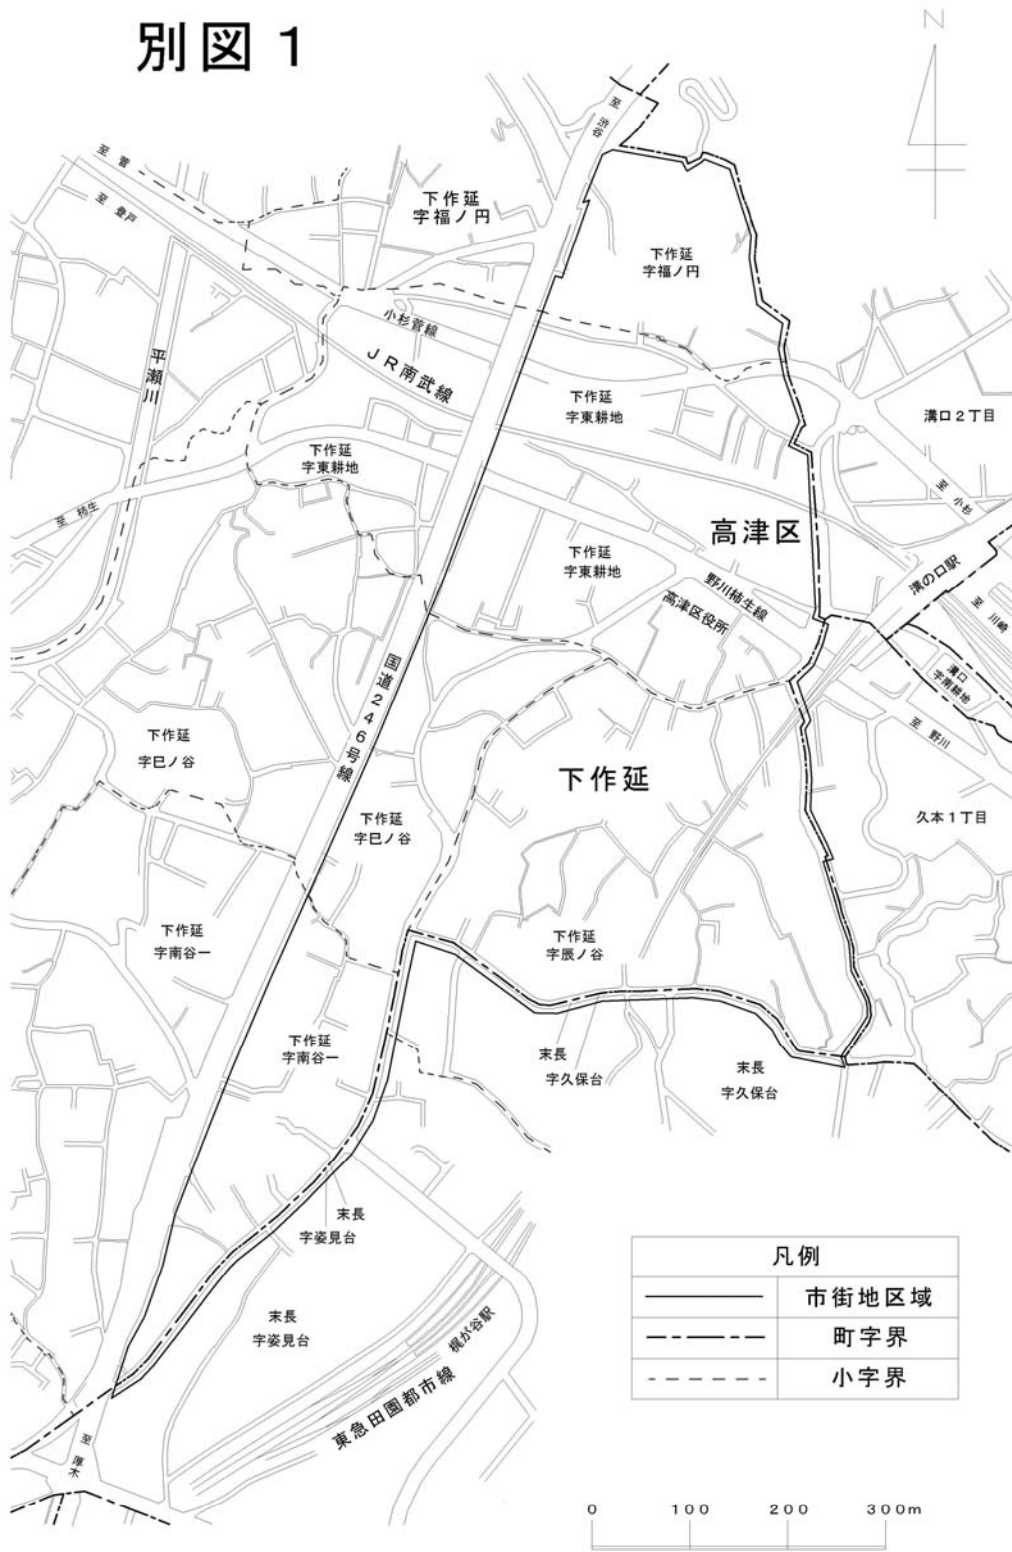 別図１
N
至 渋谷
至 菅
至 登戸
下作延
字福ノ円
下作延
字福ノ円
小杉菅線
ＪＲ南武線
平瀬川
下作延
字東耕地
溝口２丁目
下作延
字東耕地
至 柿生
至 小杉
高津区
下作延
字東耕地
野川柿生線
高津区役所
溝の口駅
至 川崎
溝口
字南耕地
至 野川
国道２４６号線
下作延
字巳ノ谷
下作延
下作延
字巳ノ谷
久本１丁目
下作延
字南谷一
下作延
字辰ノ谷
下作延
字南谷一
末長
字久保台
末長
字久保台
末長
字姿見台
末長
字姿見台
梶が谷駅
東急田園都市線
至 厚木
凡例
市街地区域
町字界
小字界
0 100 200 300m